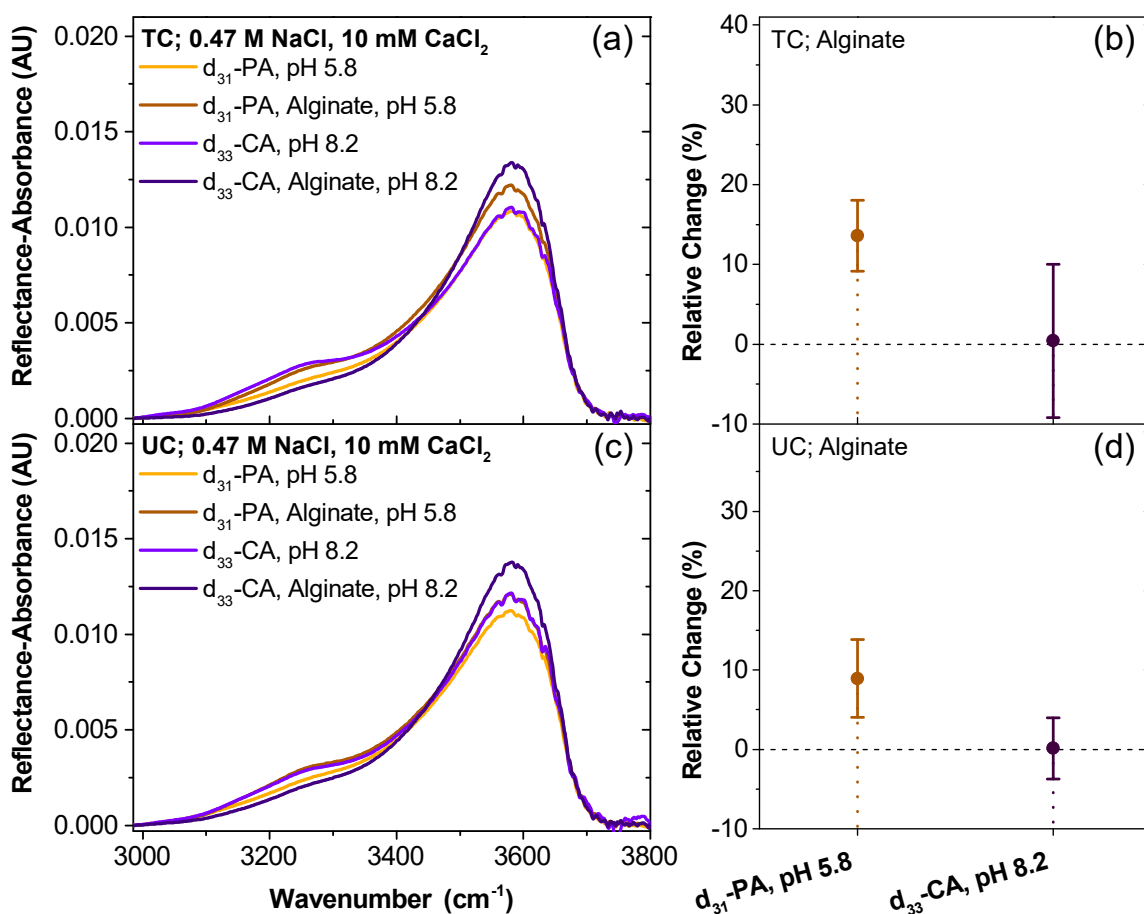 TC; 0.47 M NaCl, 10 mM CaCl₂
(a)
d₃₁-PA, pH 5.8
d₃₁-PA, Alginate, pH 5.8
d₃₃-CA, pH 8.2
d₃₃-CA, Alginate, pH 8.2
Reflectance-Absorbance (AU)
0.020
0.015
0.010
0.005
0.000
TC; Alginate
(b)
Relative Change (%)
40
30
20
10
0
-10
UC; 0.47 M NaCl, 10 mM CaCl₂
(c)
d₃₁-PA, pH 5.8
d₃₁-PA, Alginate, pH 5.8
d₃₃-CA, pH 8.2
d₃₃-CA, Alginate, pH 8.2
Reflectance-Absorbance (AU)
0.020
0.015
0.010
0.005
0.000
3000 3200 3400 3600 3800
Wavenumber (cm⁻¹)
UC; Alginate
(d)
Relative Change (%)
30
20
10
0
-10
d₃₁-PA, pH 5.8
d₃₃-CA, pH 8.2